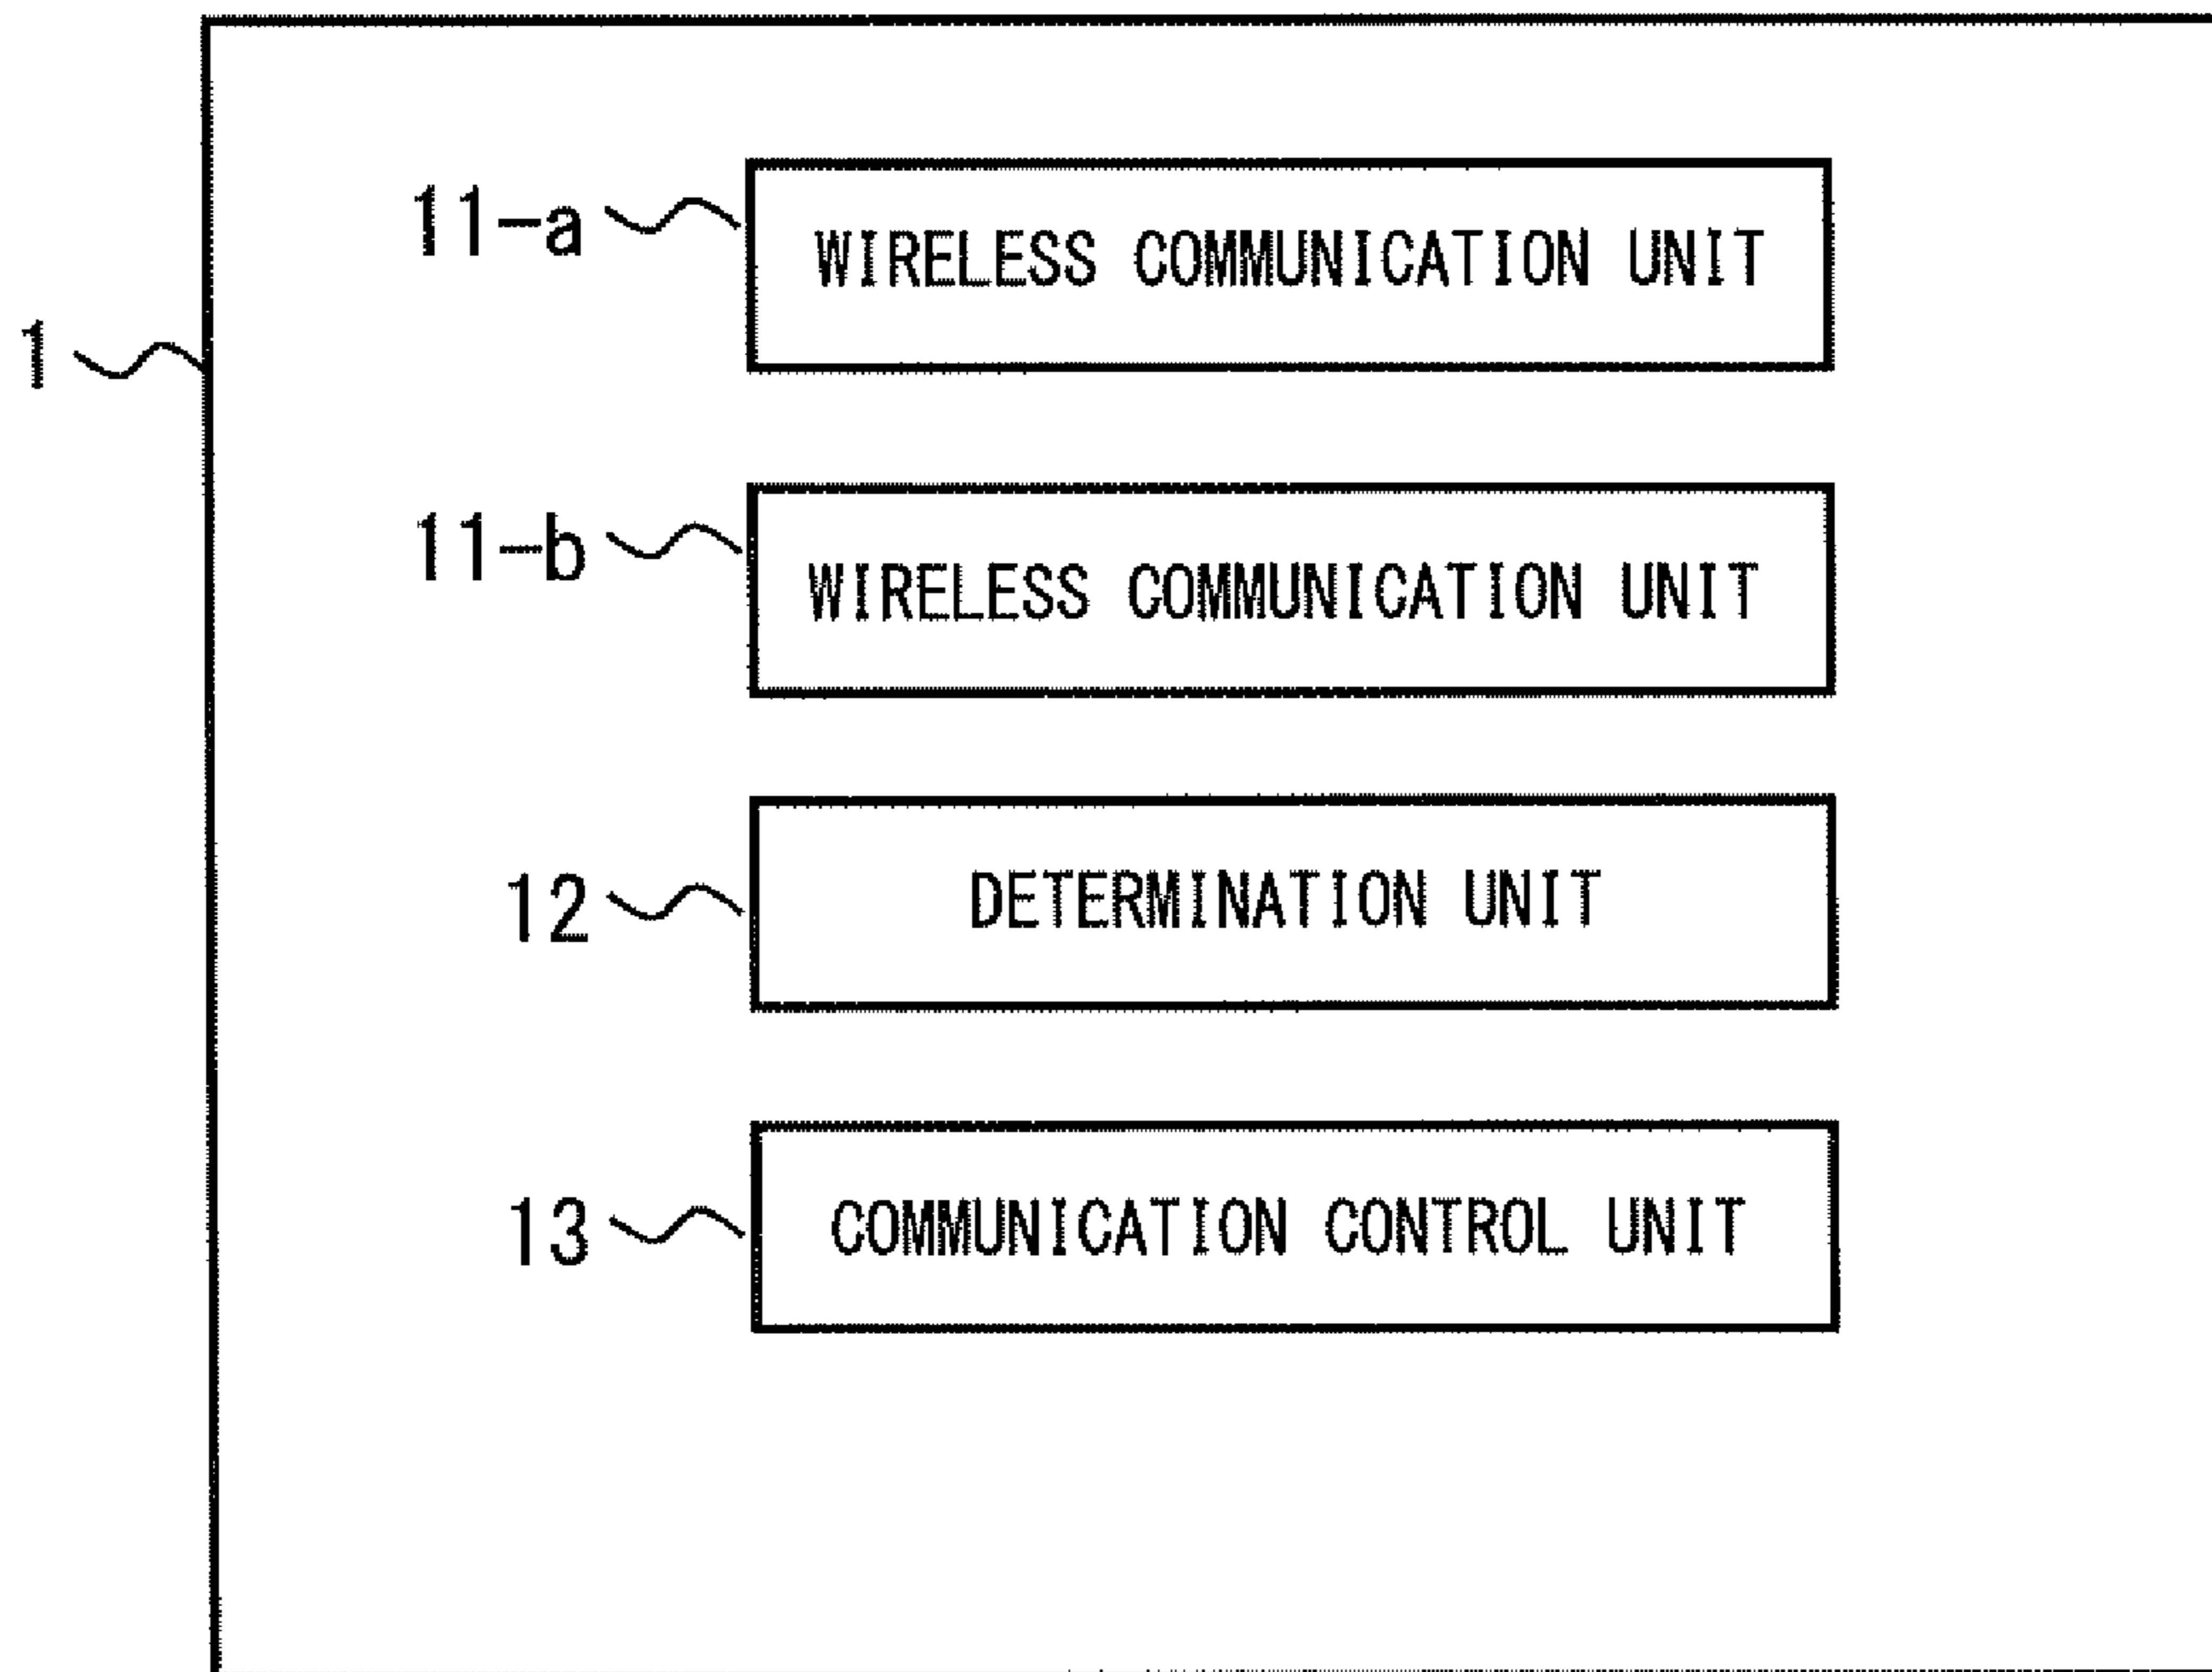 11-a WIRELESS COMMUNICATION UNIT
1
11-b WIRELESS COMMUNICATION UNIT
12 DETERMINATION UNIT
13 COMMUNICATION CONTROL UNIT